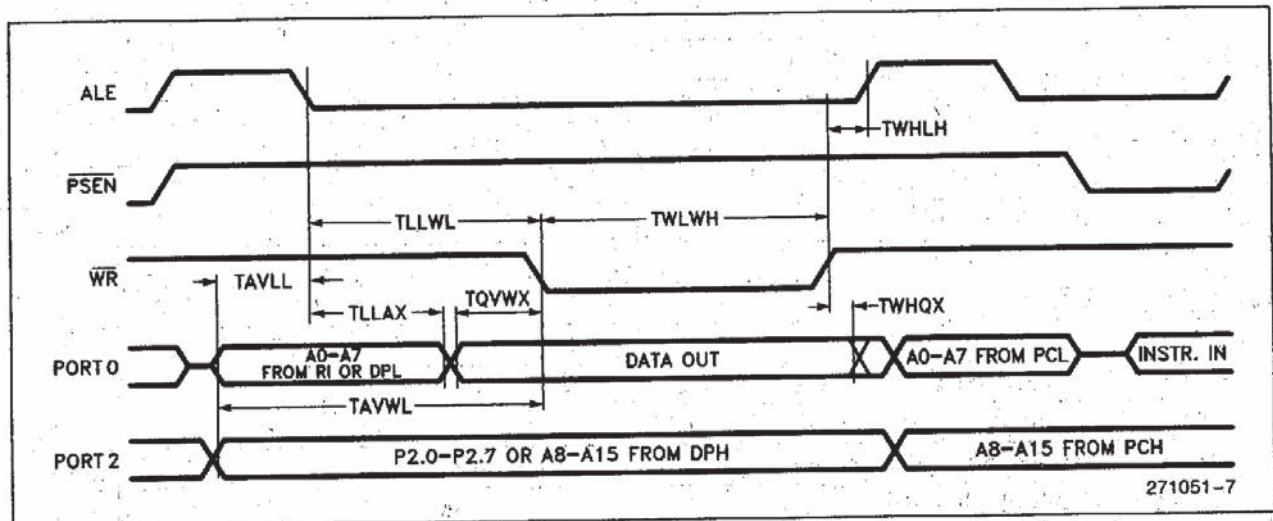 ALE
TWHLH
PSEN
TLLWL
TWLWH
WR
TAVLL
TLLAX
TQVWX
TWHQX
PORT 0
A0-A7
FROM RI OR DPL
DATA OUT
A0-A7 FROM PCL
INSTR. IN
TAVWL
PORT 2
P2.0-P2.7 OR A8-A15 FROM DPH
A8-A15 FROM PCH
271051-7